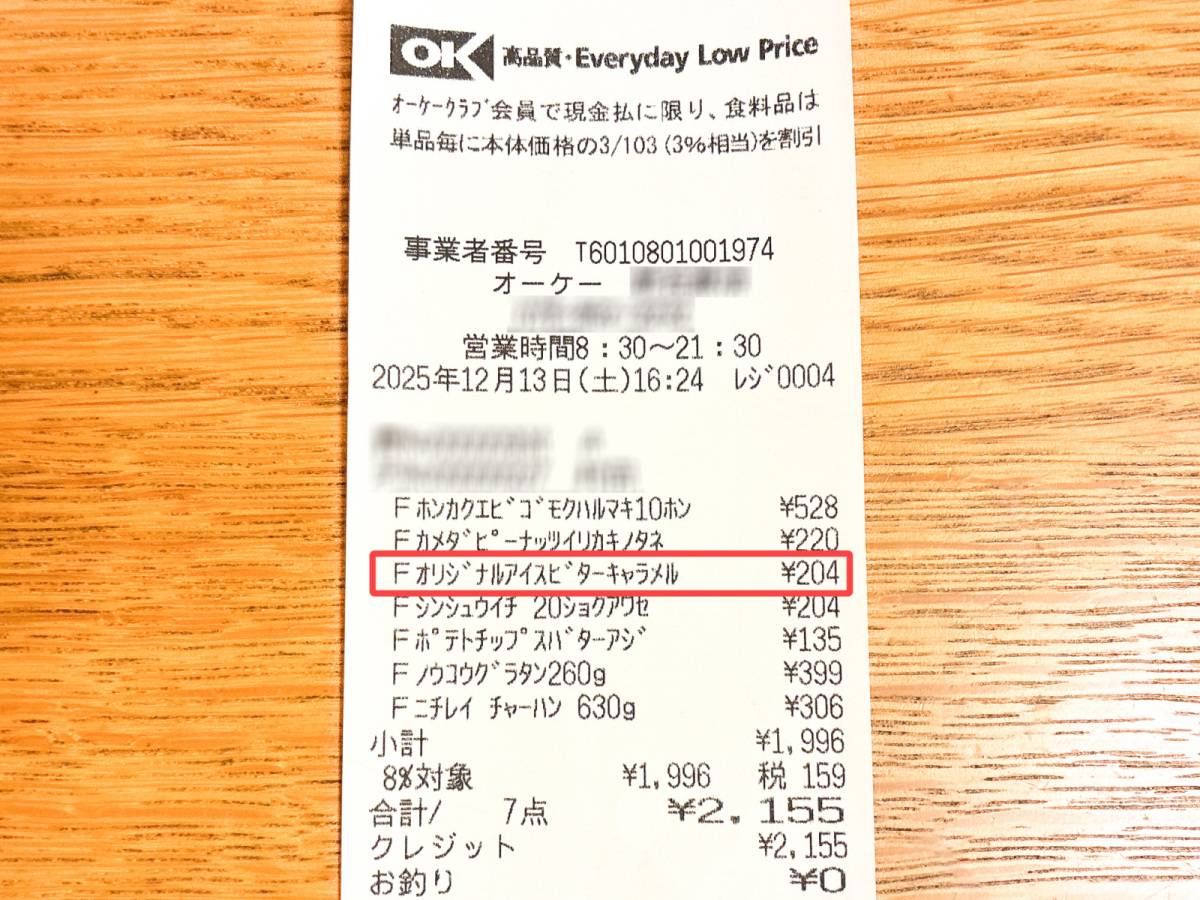 OK 高品質・Everyday Low Price
オーケークラブ会員で現金払に限り、食料品は
単品毎に本体価格の3/103(3%相当)を割引
事業者番号 T6010801001974
オーケー
営業時間8:30〜21:30
2025年12月13日(土)16:24 レジ0004
Fホンカクエビゴモクハルマキ10ホン ¥528
Fカメダピーナッツイリカキノタネ ¥220
Fオリジナルアイスビターキャラメル ¥204
Fシンシュウイチ 20ショクアワセ ¥204
Fポテトチップスバターアジ ¥135
Fノウコウグラタン260g ¥399
Fニチレイ チャーハン 630g ¥306
小計 ¥1,996
8%対象 ¥1,996 税 159
合計/ 7点 ¥2,155
クレジット ¥2,155
お釣り ¥0